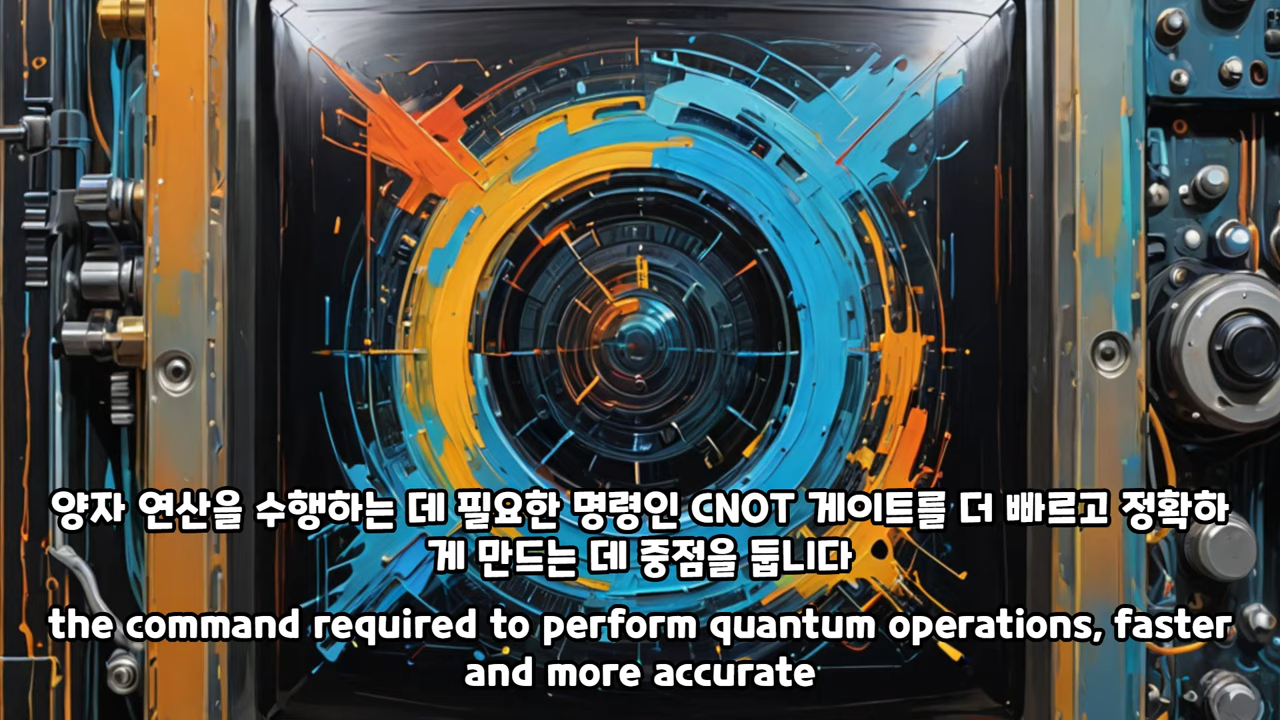 양자 연산을 수행하는 데 필요한 명령인 CNOT 게이트를 더 빠르고 정확하
게 만드는 데 중점을 둡니다
the command required to perform quantum operations, faster
and more accurate